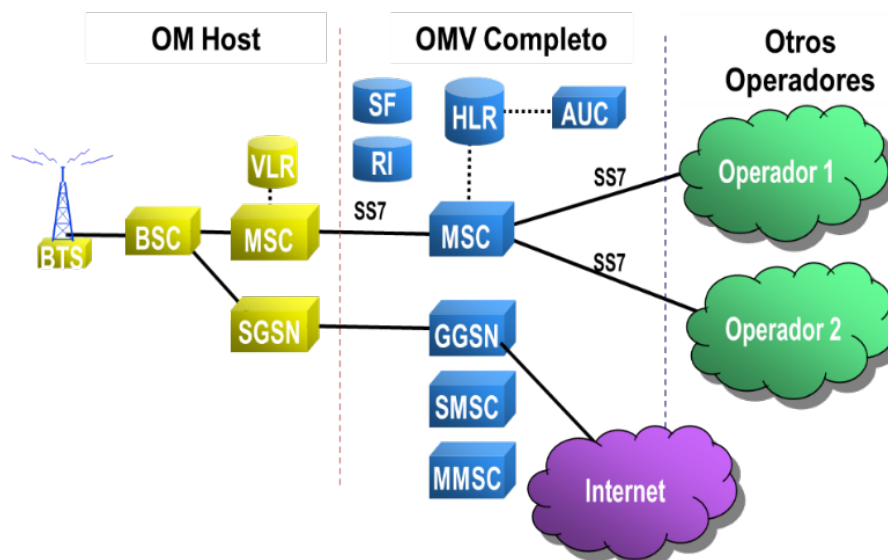 OM Host
OMV Completo
Otros
Operadores
SF
HLR
AUC
RI
VLR
SS7
Operador 1
BTS
BSC
MSC
SS7
MSC
SS7
SGSN
GGSN
Operador 2
SMSC
MMSC
Internet